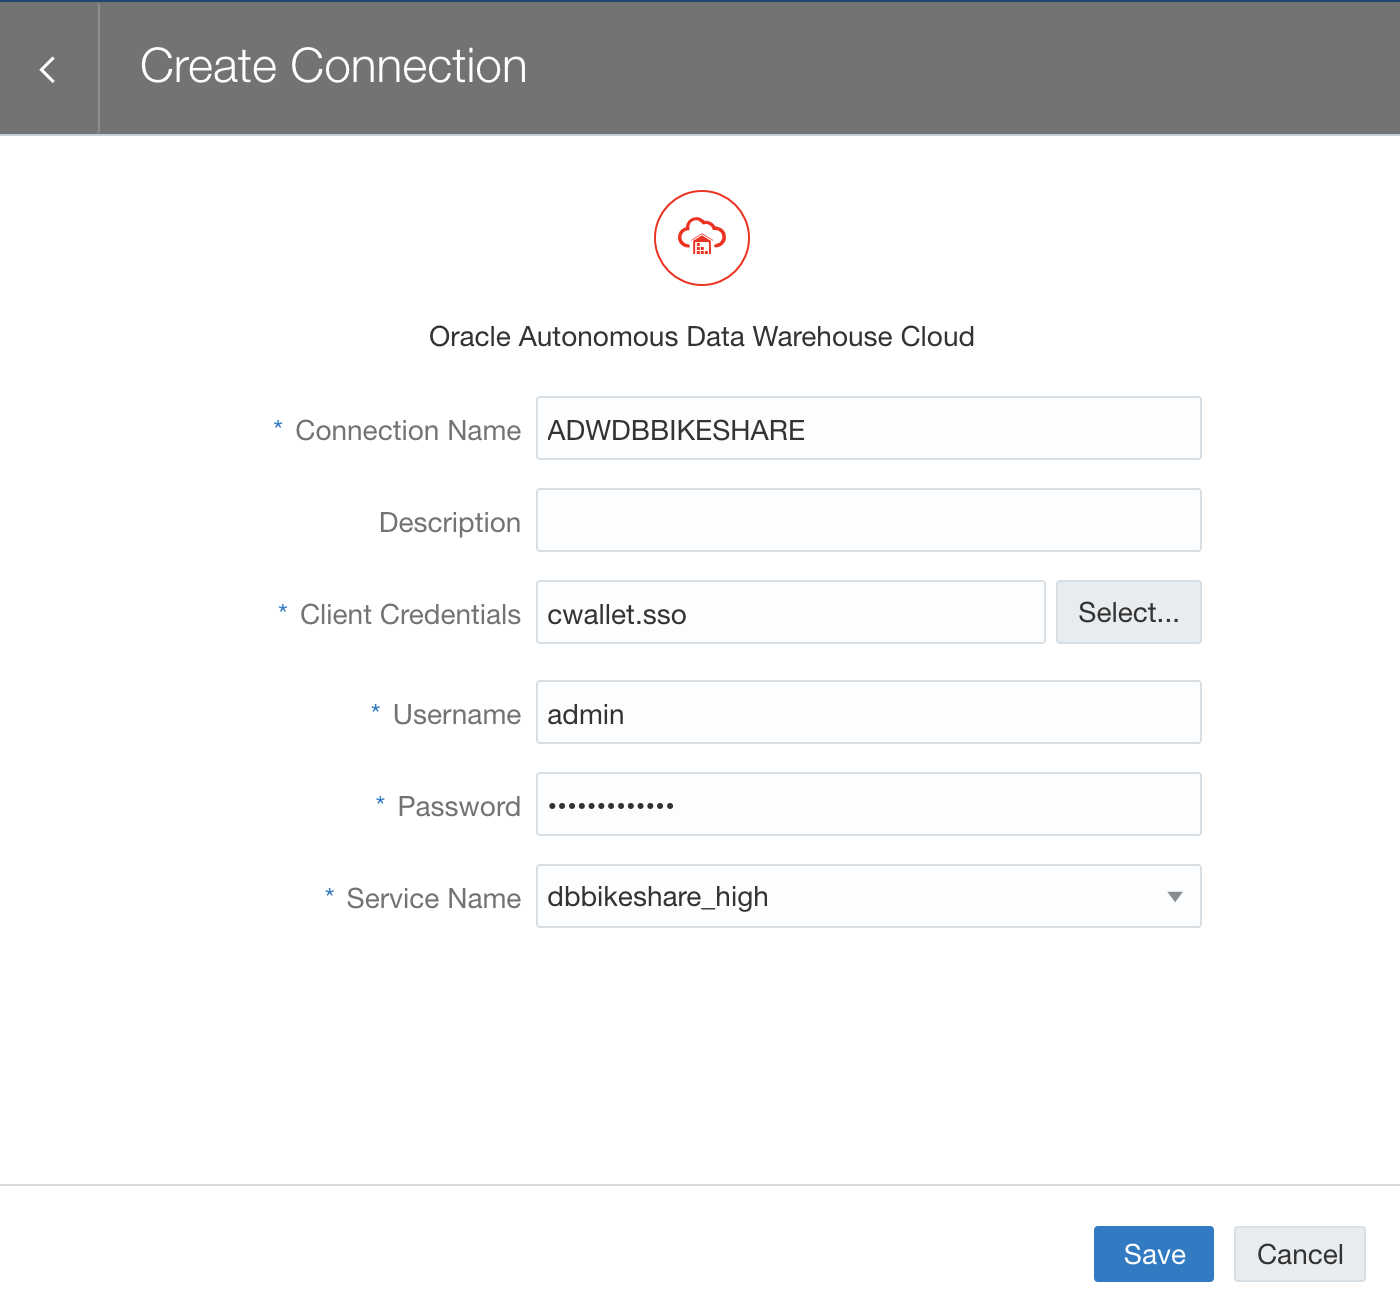 Create Connection
Oracle Autonomous Data Warehouse Cloud
* Connection Name ADWDBBIKESHARE
Description
* Client Credentials cwallet.sso Select...
* Username admin
* Password •••••••••••••
* Service Name dbbikeshare_high
Save Cancel